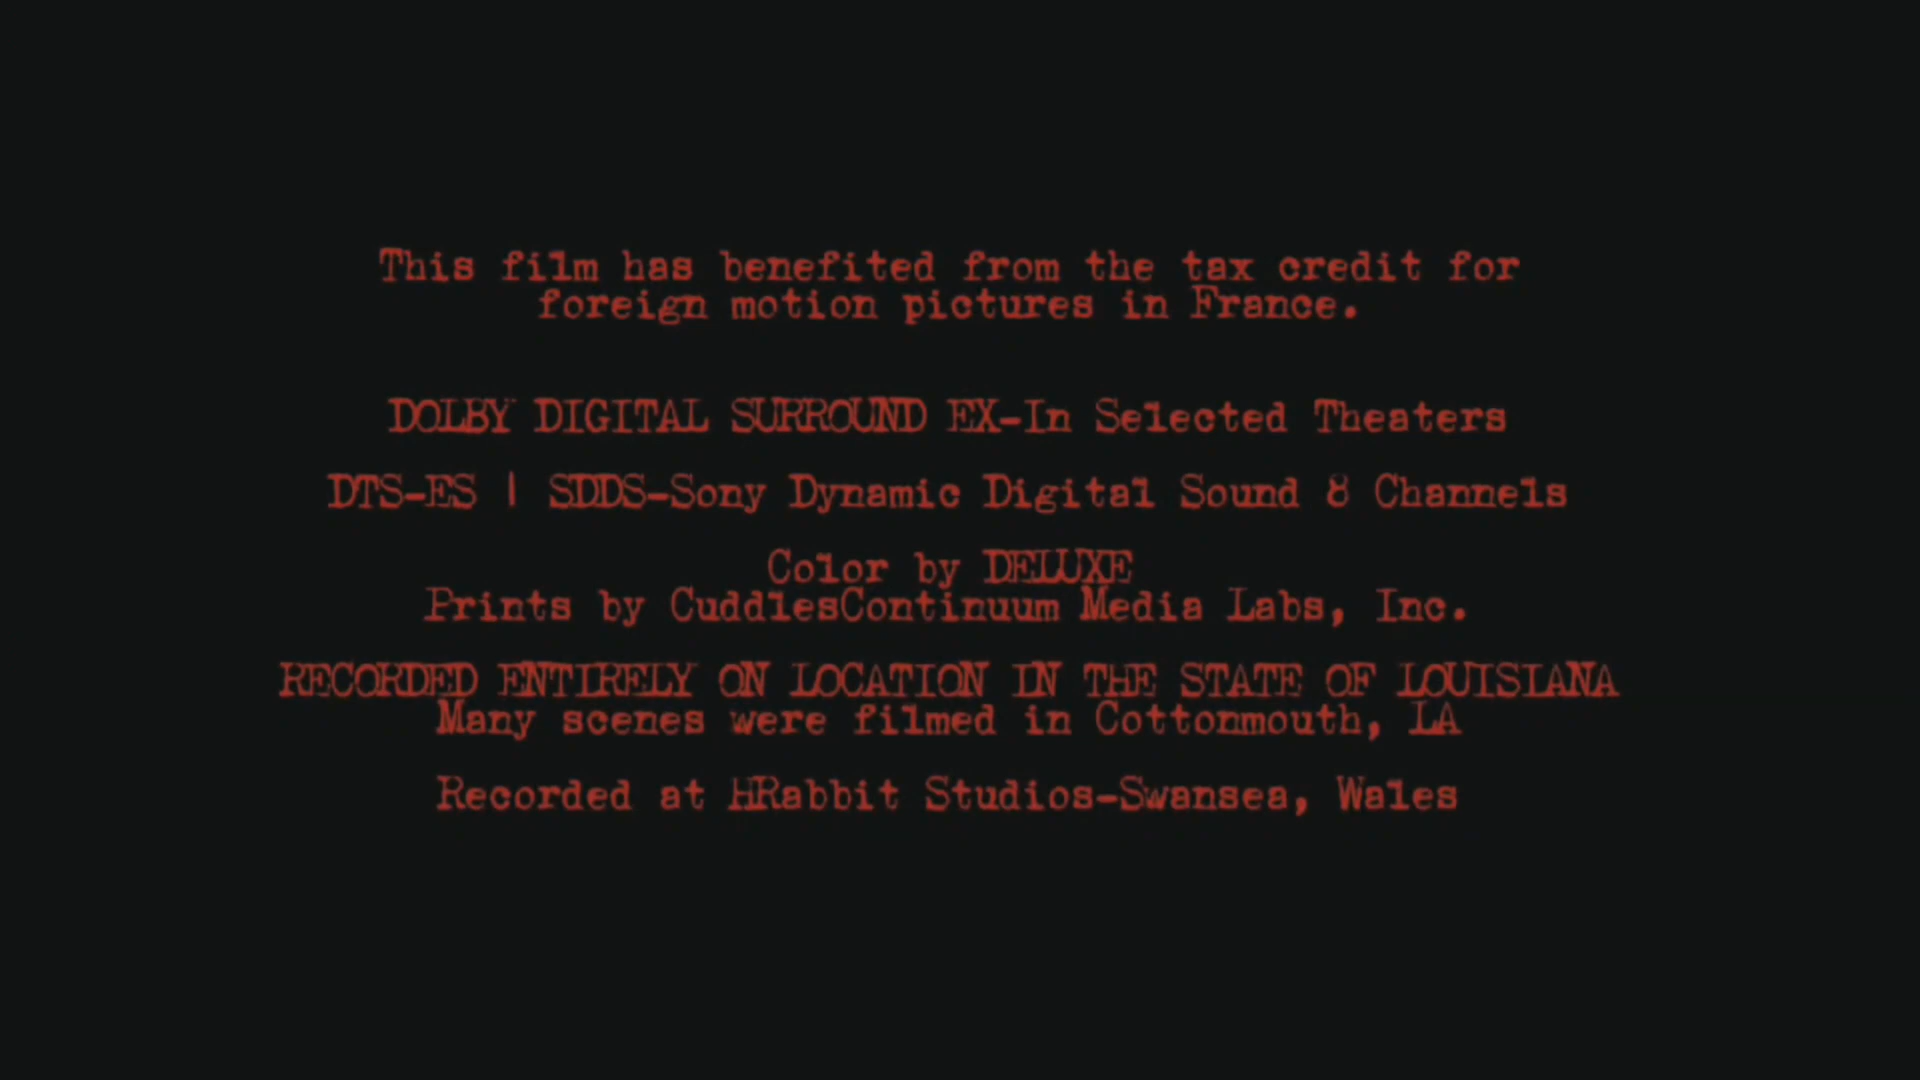 This film has benefited from the tax credit for
foreign motion pictures in France.
DOLBY DIGITAL SURROUND EX-In Selected Theaters
DTS-ES | SDDS-Sony Dynamic Digital Sound 8 Channels
Color by DELUXE
Prints by CuddlesContinuum Media Labs, Inc.
RECORDED ENTIRELY ON LOCATION IN THE STATE OF LOUISIANA
Many scenes were filmed in Cottonmouth, LA
Recorded at HRabbit Studios-Swansea, Wales